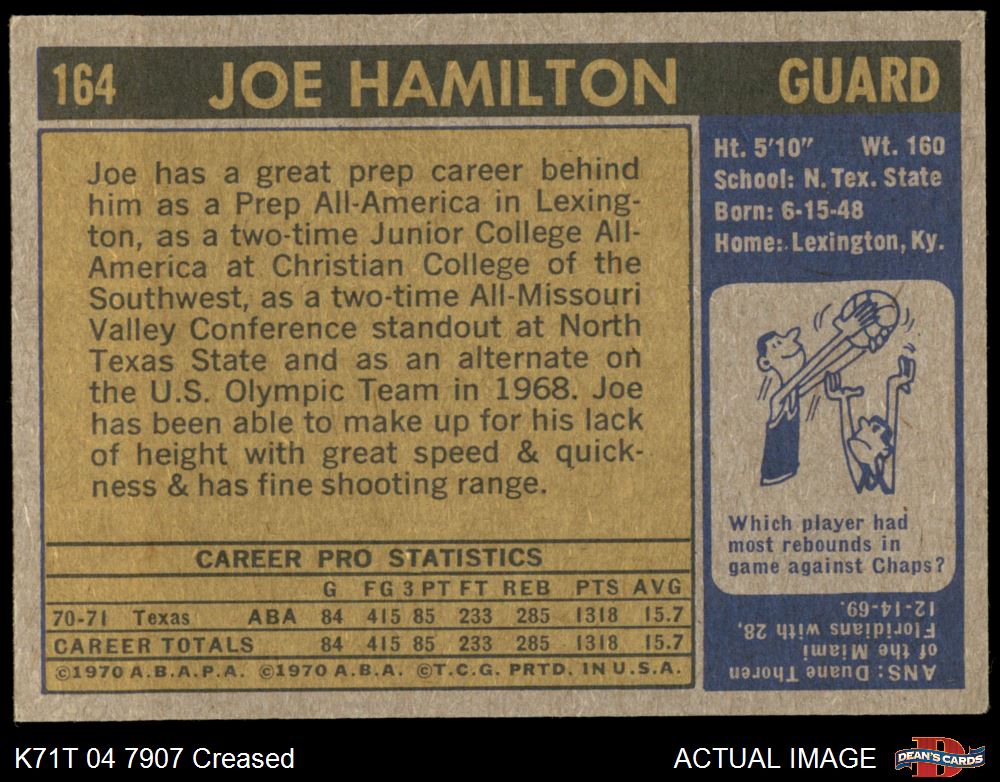 164 JOE HAMILTON GUARD
Joe has a great prep career behind
him as a Prep All-America in Lexing-
ton, as a two-time Junior College All-
America at Christian College of the
Southwest, as a two-time All-Missouri
Valley Conference standout at North
Texas State and as an alternate on
the U.S. Olympic Team in 1968. Joe
has been able to make up for his lack
of height with great speed & quick-
ness & has fine shooting range.
CAREER PRO STATISTICS
G FG 3 PT FT REB PTS AVG
70-71 Texas ABA 84 415 85 233 285 1318 15.7
CAREER TOTALS 84 415 85 233 285 1318 15.7
©1970 A.B.A.P.A. ©1970 A.B.A. ©T.C.G. PRTD. IN U.S.A.
Ht. 5'10" Wt. 160
School: N. Tex. State
Born: 6-15-48
Home: Lexington, Ky.
Which player had
most rebounds in
game against Chaps?
ANS: Duane Thoren
of the Miami
Floridians with 28,
12-14-69.
K71T 04 7907 Creased
ACTUAL IMAGE
D
DEAN'S CARDS